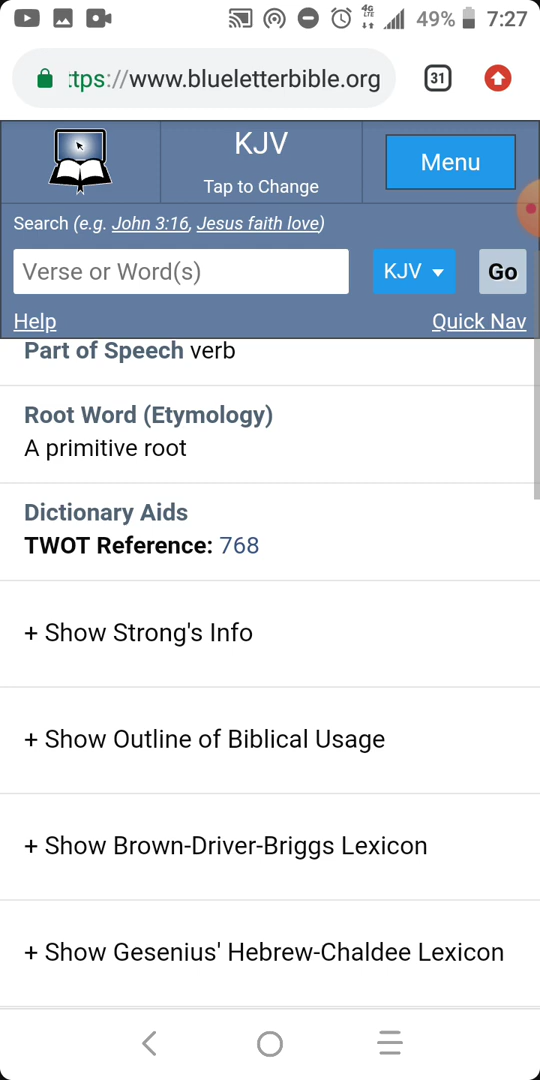 49% 7:27
4G
LTE
ttps://www.blueletterbible.org
31
KJV
Tap to Change
Menu
Search (e.g. John 3:16, Jesus faith love)
Verse or Word(s)
KJV
Go
Help
Quick Nav
Part of Speech verb
Root Word (Etymology)
A primitive root
Dictionary Aids
TWOT Reference: 768
+ Show Strong's Info
+ Show Outline of Biblical Usage
+ Show Brown-Driver-Briggs Lexicon
+ Show Gesenius' Hebrew-Chaldee Lexicon